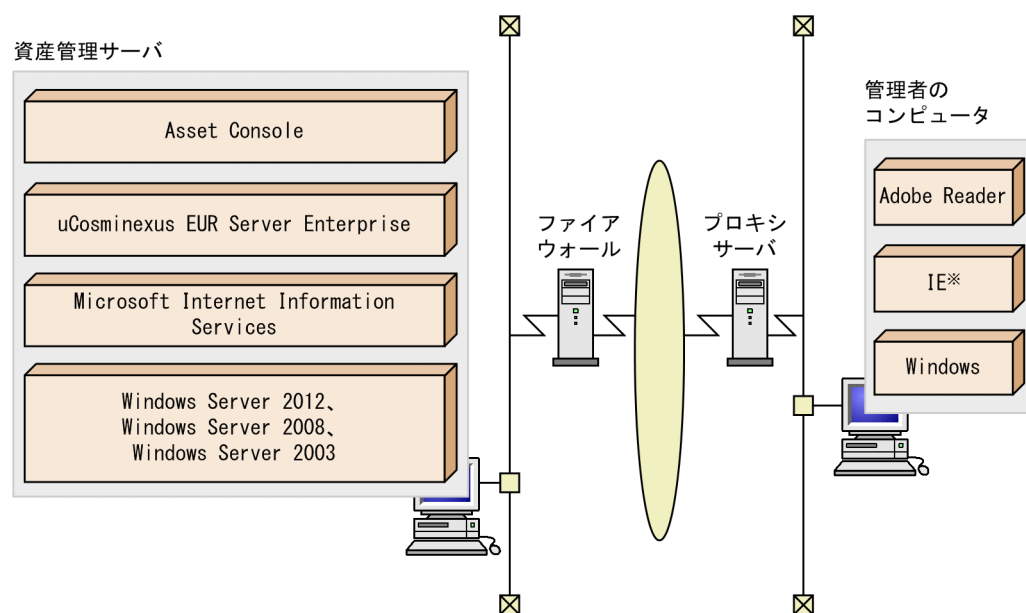 資産管理サーバ
Asset Console
uCosminexus EUR Server Enterprise
Microsoft Internet Information
Services
Windows Server 2012、
Windows Server 2008、
Windows Server 2003
ファイア
ウォール
プロキシ
サーバ
管理者の
コンピュータ
Adobe Reader
IE※
Windows